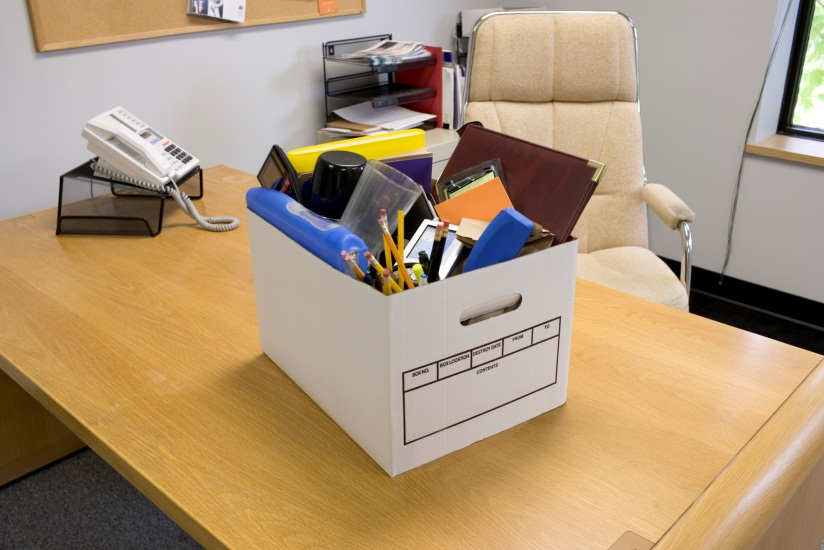 BOX NO. BOX LOCATION DESTROY DATE FROM TO
CONTENTS